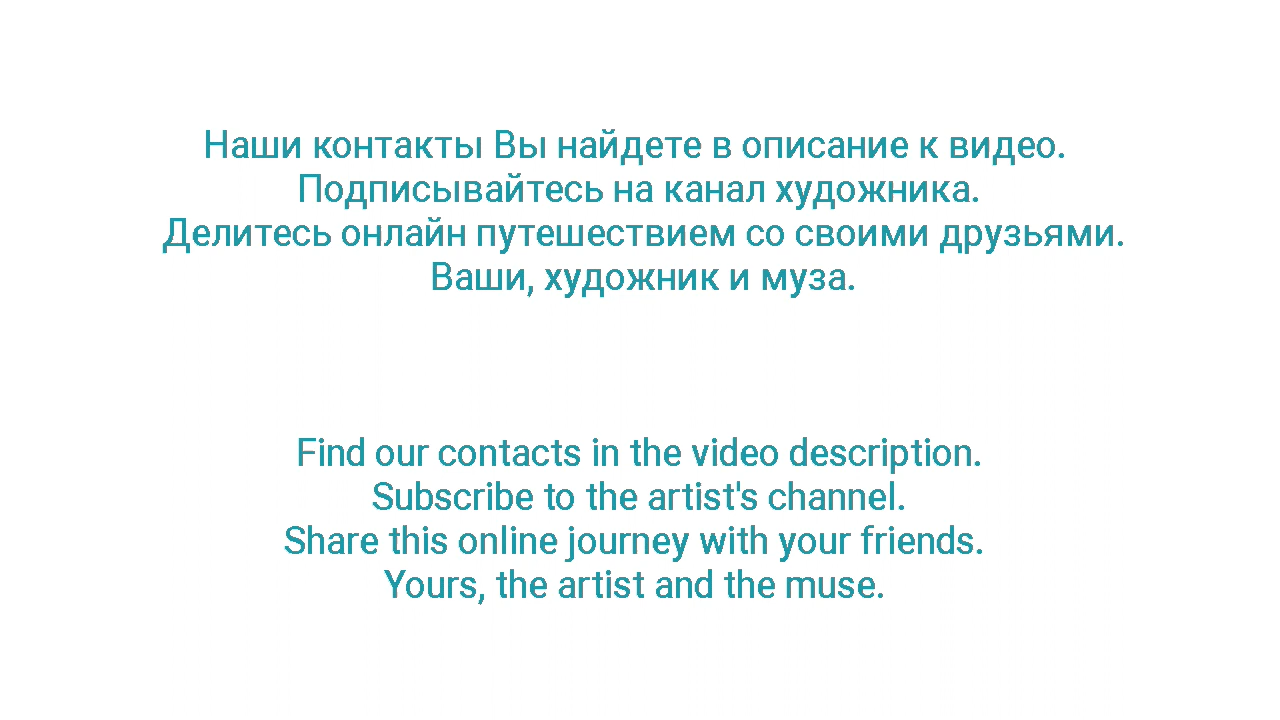 Наши контакты Вы найдете в описание к видео.
Подписывайтесь на канал художника.
Делитесь онлайн путешествием со своими друзьями.
Ваши, художник и муза.
Find our contacts in the video description.
Subscribe to the artist's channel.
Share this online journey with your friends.
Yours, the artist and the muse.